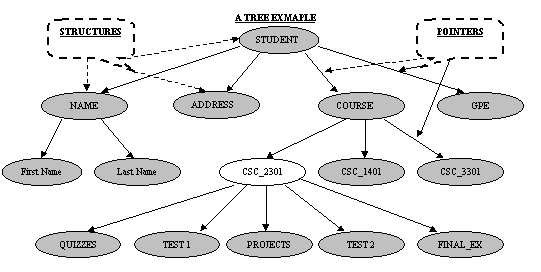 A TREE EXMAPLE
STRUCTURES
POINTERS
STUDENT
NAME
ADDRESS
COURSE
GPE
First Name
Last Name
CSC_2301
CSC_1401
CSC_3301
QUIZZES
TEST 1
PROJECTS
TEST 2
FINAL_EX